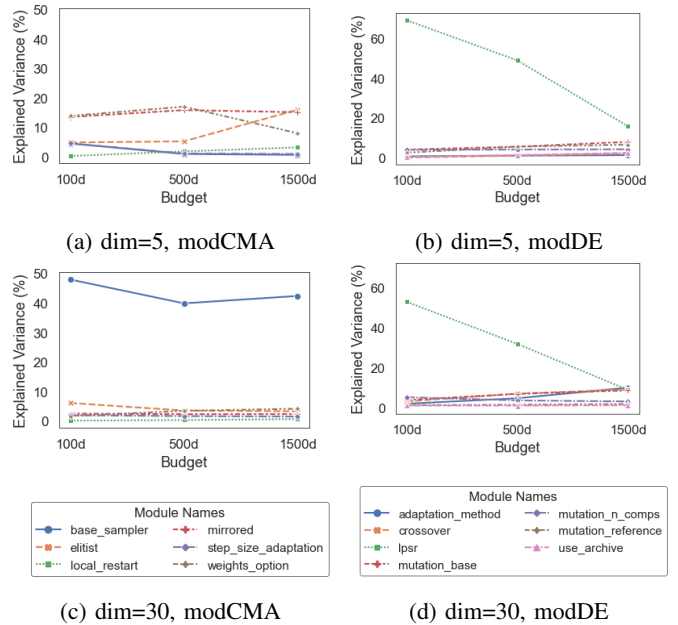 50
40
30
20
10
0
Explained Variance (%)
100d 500d 1500d
Budget
(a) dim=5, modCMA
60
40
20
0
Explained Variance (%)
100d 500d 1500d
Budget
(b) dim=5, modDE
50
40
30
20
10
0
Explained Variance (%)
100d 500d 1500d
Budget
60
40
20
0
Explained Variance (%)
100d 500d 1500d
Budget
Module Names
base_sampler mirrored
elitist step_size_adaptation
local_restart weights_option
(c) dim=30, modCMA
Module Names
adaptation_method mutation_n_comps
crossover mutation_reference
lpsr use_archive
mutation_base
(d) dim=30, modDE